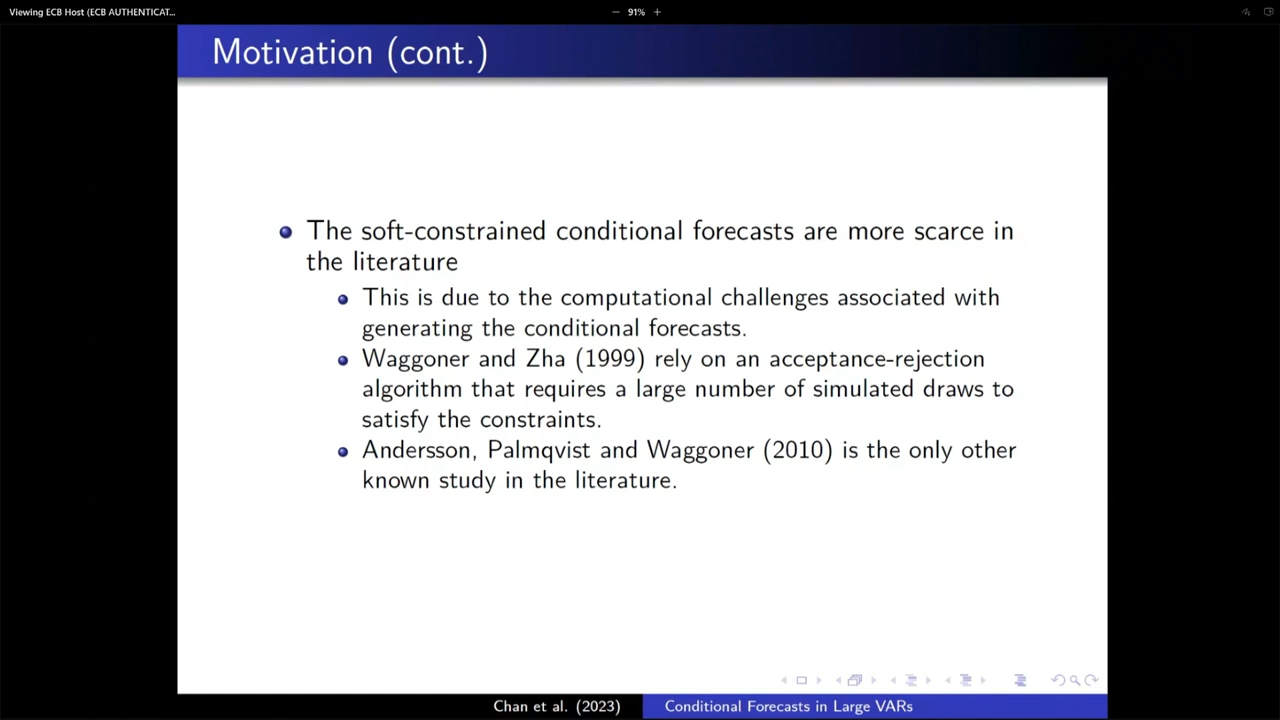 Viewing ECB Host (ECB AUTHENTICAT...
− 91% +
Motivation (cont.)
The soft-constrained conditional forecasts are more scarce in
the literature
This is due to the computational challenges associated with
generating the conditional forecasts.
Waggoner and Zha (1999) rely on an acceptance-rejection
algorithm that requires a large number of simulated draws to
satisfy the constraints.
Andersson, Palmqvist and Waggoner (2010) is the only other
known study in the literature.
Chan et al. (2023)
Conditional Forecasts in Large VARs